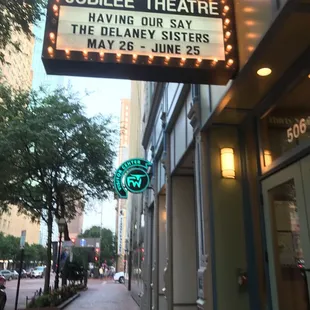 JUBILEE THEATRE
HAVING OUR SAY
THE DELANEY SISTERS
MAY 26 - JUNE 25
506